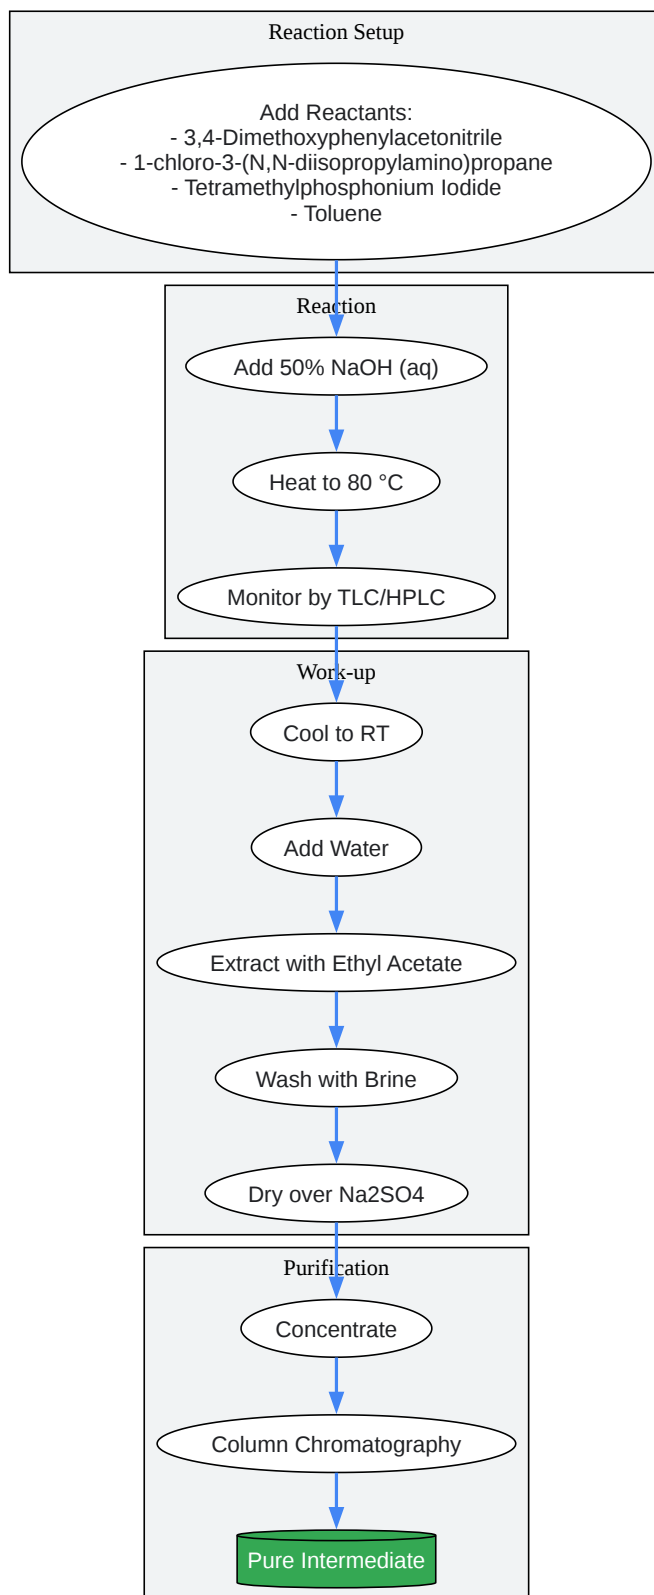 Reaction Setup
Add Reactants:
- 3,4-Dimethoxyphenylacetonitrile
- 1-chloro-3-(N,N-diisopropylamino)propane
- Tetramethylphosphonium Iodide
- Toluene
Reaction
Add 50% NaOH (aq)
Heat to 80 °C
Monitor by TLC/HPLC
Work-up
Cool to RT
Add Water
Extract with Ethyl Acetate
Wash with Brine
Dry over Na2SO4
Purification
Concentrate
Column Chromatography
Pure Intermediate